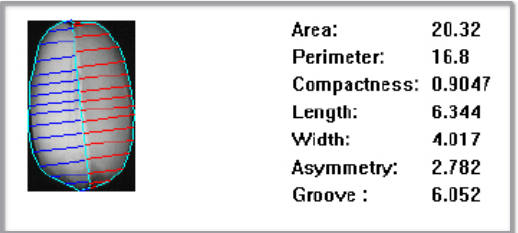 Area: 20.32
Perimeter: 16.8
Compactness: 0.9047
Length: 6.344
Width: 4.017
Asymmetry: 2.782
Groove : 6.052